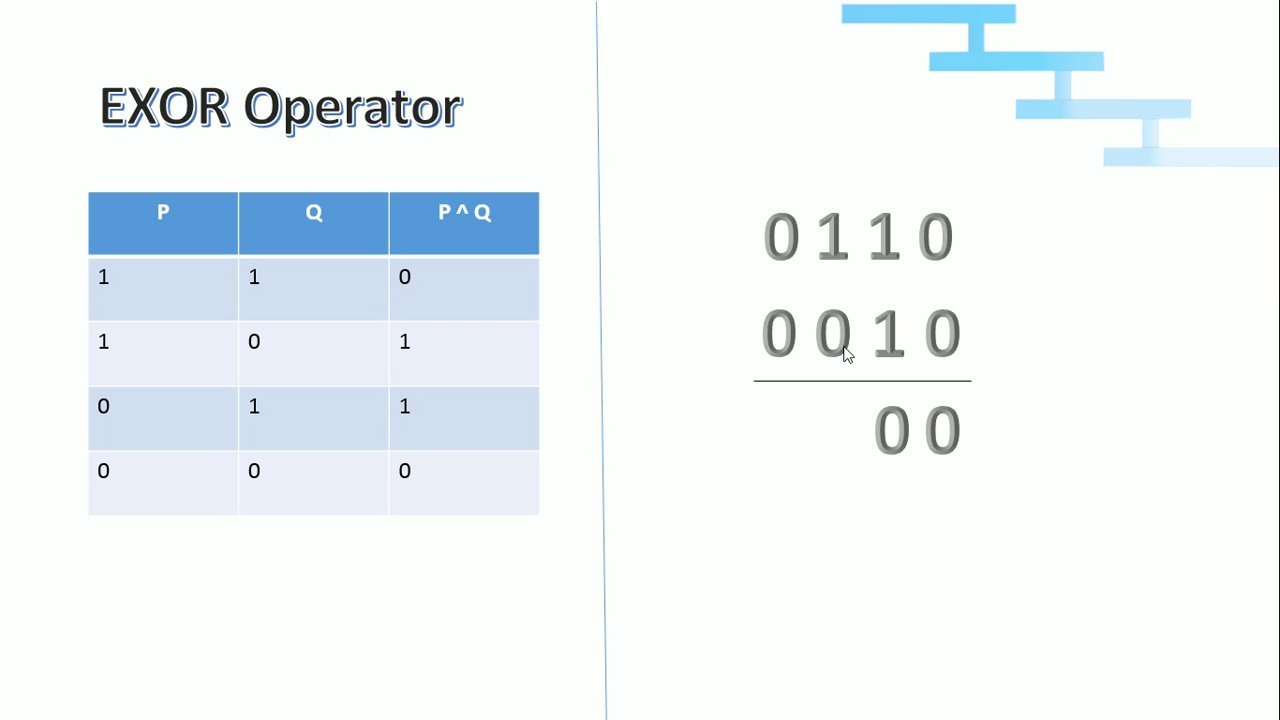 EXOR Operator
P Q P ^ Q
1 1 0
1 0 1
0 1 1
0 0 0
0 1 1 0
0 0 1 0
0 0